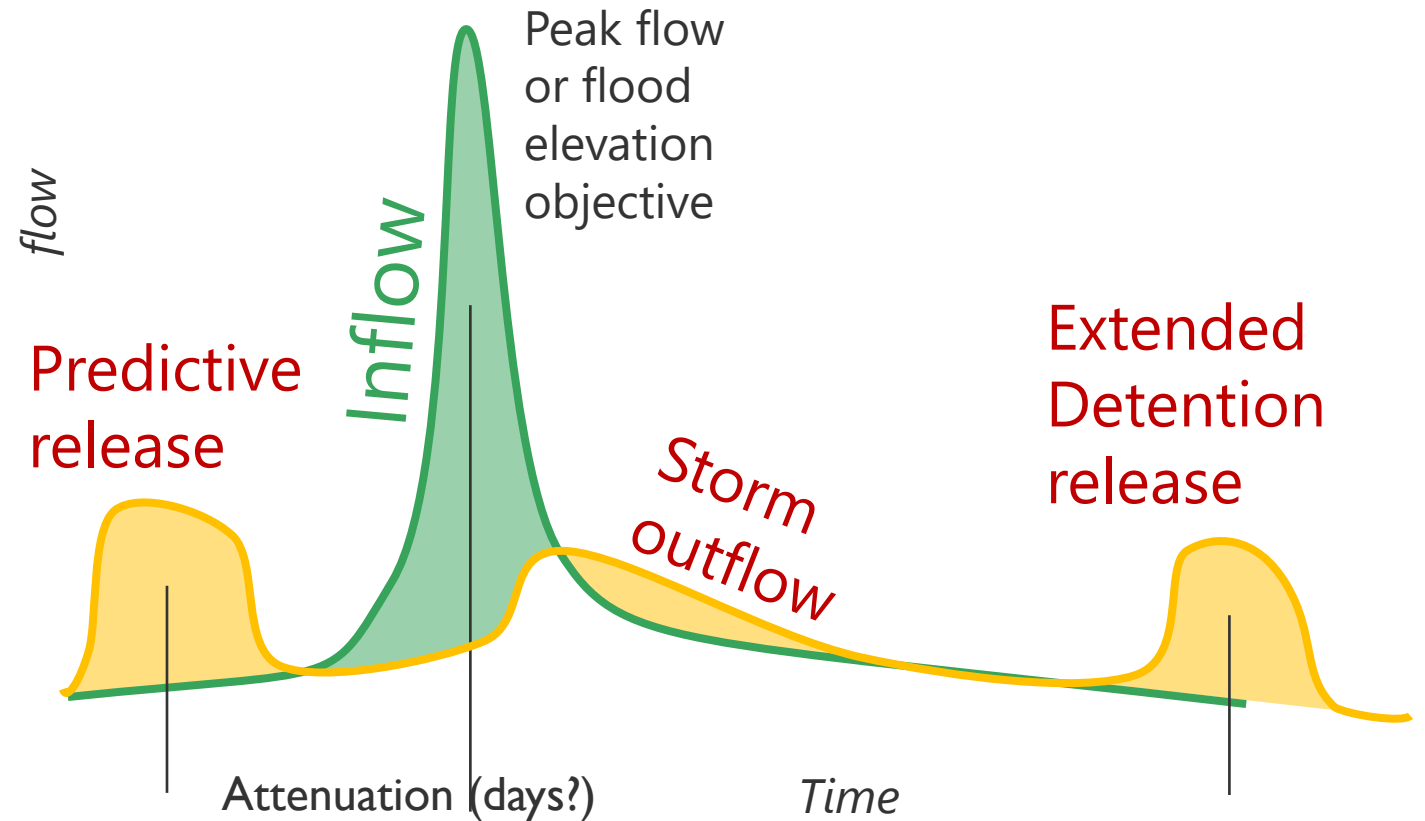 Peak flow
or flood
elevation
objective
flow
Inflow
Predictive
release
Storm
outflow
Extended
Detention
release
Attenuation (days?)
Time